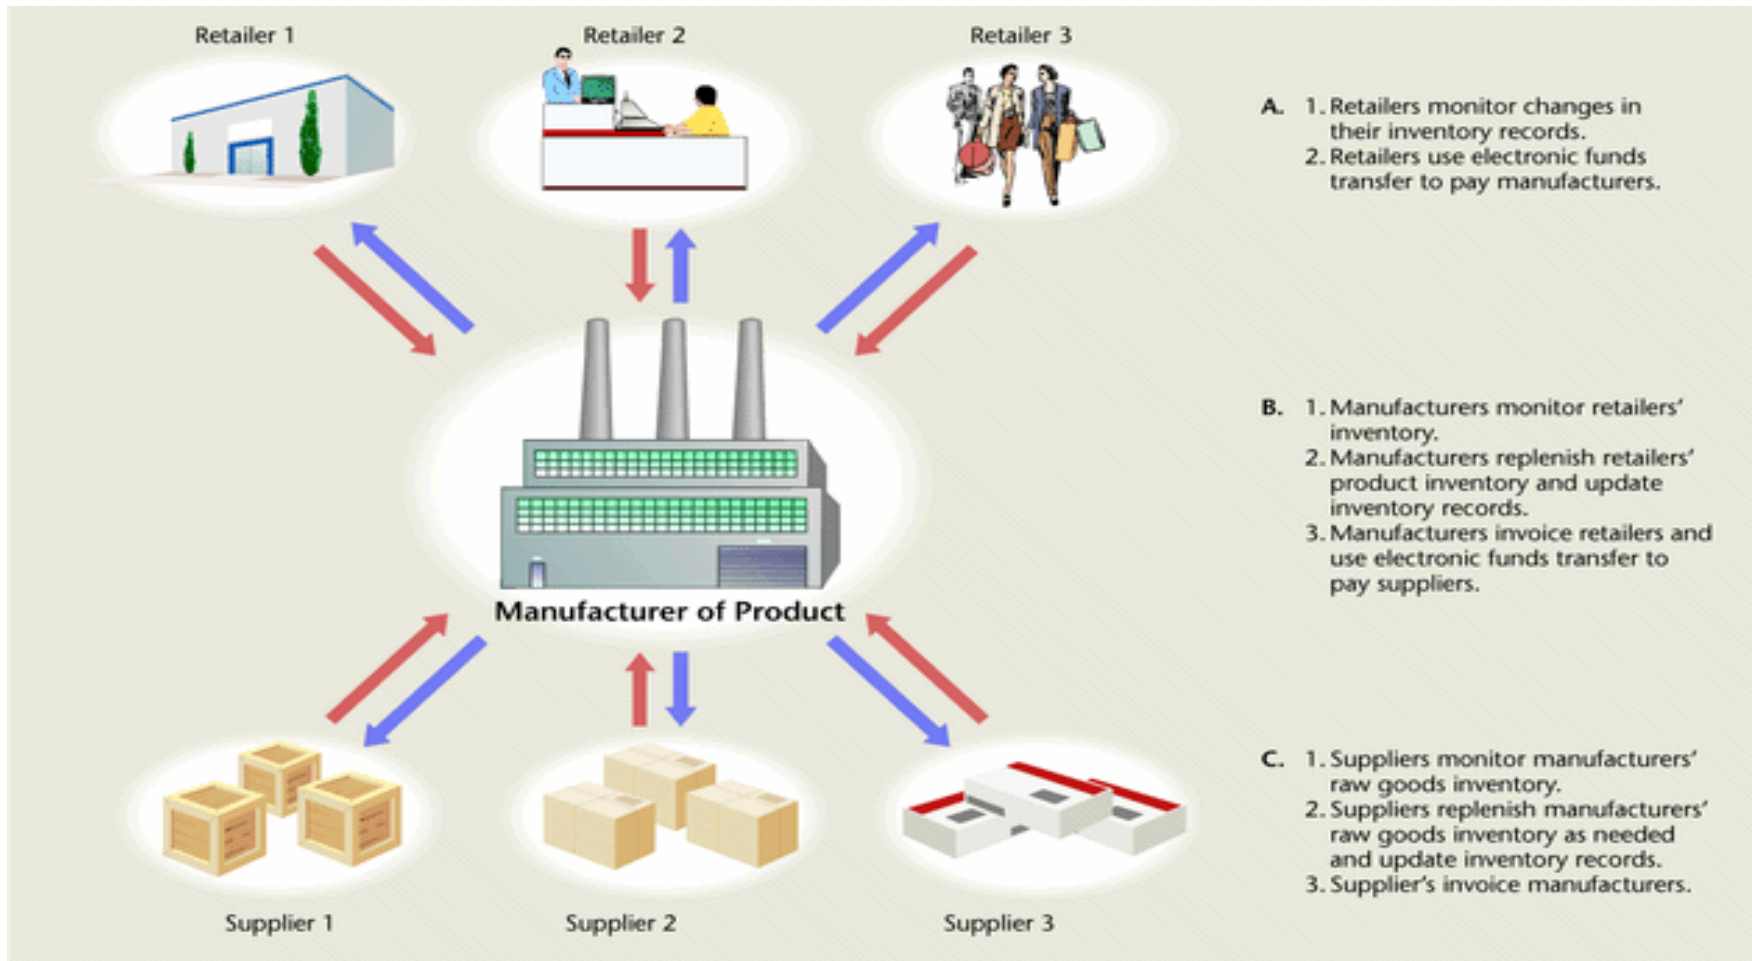 Retailer 1
Retailer 2
Retailer 3
A. 1. Retailers monitor changes in
their inventory records.
2. Retailers use electronic funds
transfer to pay manufacturers.
B. 1. Manufacturers monitor retailers'
inventory.
2. Manufacturers replenish retailers'
product inventory and update
inventory records.
3. Manufacturers invoice retailers and
use electronic funds transfer to
pay suppliers.
Manufacturer of Product
C. 1. Suppliers monitor manufacturers'
raw goods inventory.
2. Suppliers replenish manufacturers'
raw goods inventory as needed
and update inventory records.
3. Supplier's invoice manufacturers.
Supplier 1
Supplier 2
Supplier 3